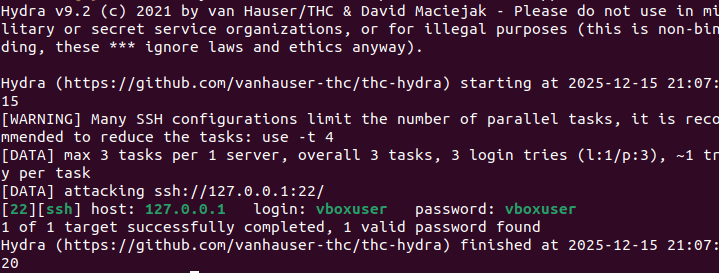 Hydra v9.2 (c) 2021 by van Hauser/THC & David Maciejak - Please do not use in mi
litary or secret service organizations, or for illegal purposes (this is non-bin
ding, these *** ignore laws and ethics anyway).
Hydra (https://github.com/vanhauser-thc/thc-hydra) starting at 2025-12-15 21:07:
15
[WARNING] Many SSH configurations limit the number of parallel tasks, it is reco
mmended to reduce the tasks: use -t 4
[DATA] max 3 tasks per 1 server, overall 3 tasks, 3 login tries (l:1/p:3), ~1 tr
y per task
[DATA] attacking ssh://127.0.0.1:22/
[22][ssh] host: 127.0.0.1   login: vboxuser   password: vboxuser
1 of 1 target successfully completed, 1 valid password found
Hydra (https://github.com/vanhauser-thc/thc-hydra) finished at 2025-12-15 21:07:
20